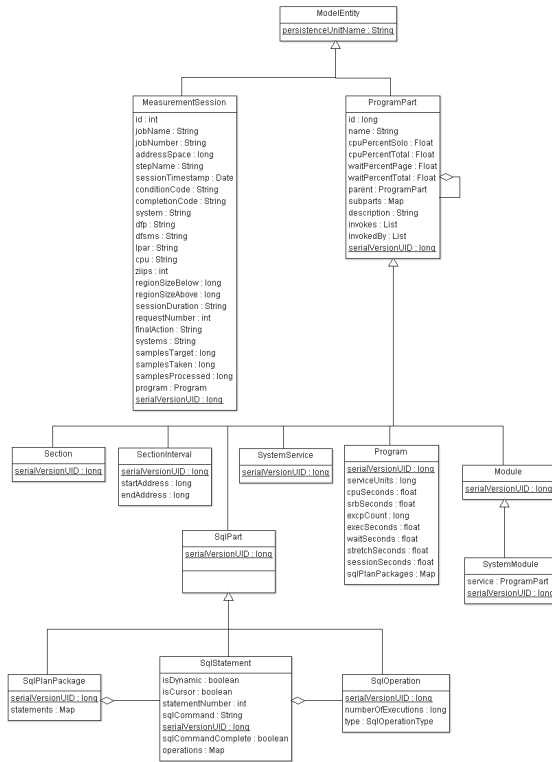 ModelEntity
persistenceUnitName : String
MeasurementSession
id : int
jobName : String
jobNumber : String
addressSpace : long
stepName : String
sessionTimestamp : Date
conditionCode : String
completionCode : String
system : String
dfp : String
dfsms : String
lpar : String
cpu : String
ziips : int
regionSizeBelow : long
regionSizeAbove : long
sessionDuration : String
requestNumber : int
finalAction : String
systems : String
samplesTarget : long
samplesTaken : long
samplesProcessed : long
program : Program
serialVersionUID : long
ProgramPart
id : long
name : String
cpuPercentSolo : Float
cpuPercentTotal : Float
waitPercentPage : Float
waitPercentTotal : Float
parent : ProgramPart
subparts : Map
description : String
invokes : List
invokedBy : List
serialVersionUID : long
Section
serialVersionUID : long
SectionInterval
serialVersionUID : long
startAddress : long
endAddress : long
SystemService
serialVersionUID : long
Program
serialVersionUID : long
serviceUnits : long
cpuSeconds : float
srbSeconds : float
excpCount : long
execSeconds : float
waitSeconds : float
stretchSeconds : float
sessionSeconds : float
sqlPlanPackages : Map
Module
serialVersionUID : long
SqlPart
serialVersionUID : long
SystemModule
service : ProgramPart
serialVersionUID : long
SqlPlanPackage
serialVersionUID : long
statements : Map
SqlStatement
isDynamic : boolean
isCursor : boolean
statementNumber : int
sqlCommand : String
serialVersionUID : long
sqlCommandComplete : boolean
operations : Map
SqlOperation
serialVersionUID : long
numberOfExecutions : long
type : SqlOperationType